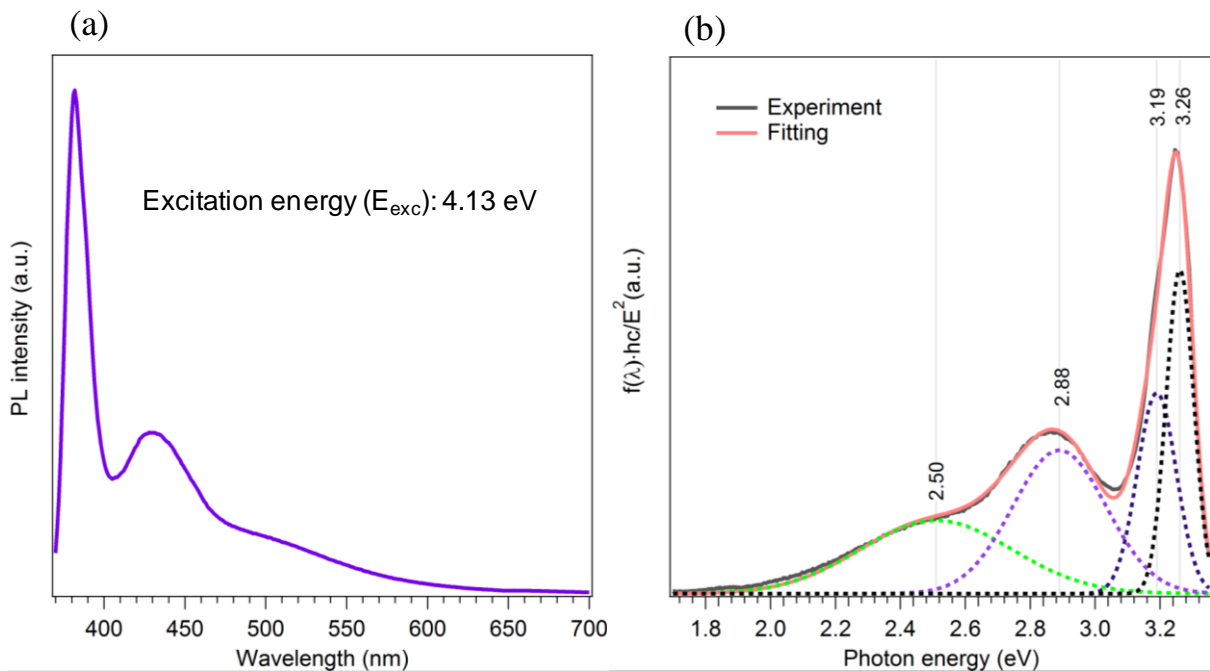 (a)
PL intensity (a.u.)
Excitation energy (E_exc): 4.13 eV
400 450 500 550 600 650 700
Wavelength (nm)
(b)
f(λ)·hc/E² (a.u.)
Experiment
Fitting
2.50
2.88
3.19
3.26
1.8 2.0 2.2 2.4 2.6 2.8 3.0 3.2
Photon energy (eV)